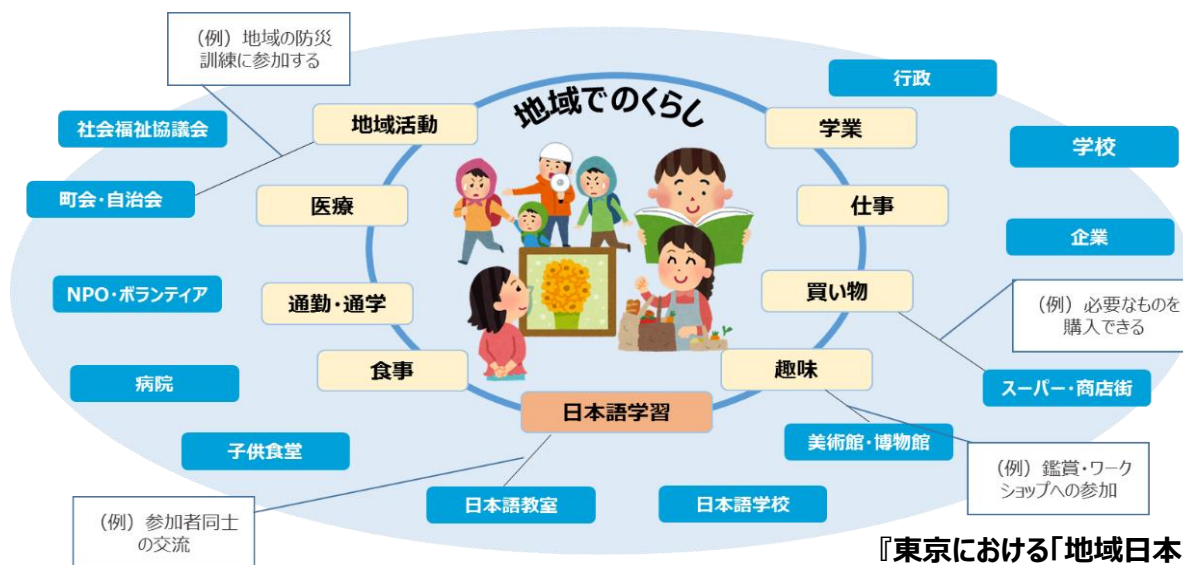 （例）地域の防災
訓練に参加する
行政
地域でのくらし
社会福祉協議会
地域活動
学業
学校
町会・自治会
医療
仕事
企業
NPO・ボランティア
通勤・通学
買い物
（例）必要なものを
購入できる
病院
食事
趣味
スーパー・商店街
日本語学習
子供食堂
美術館・博物館
（例）鑑賞・ワーク
ショップへの参加
日本語教室
日本語学校
（例）参加者同士
の交流
『東京における「地域日本